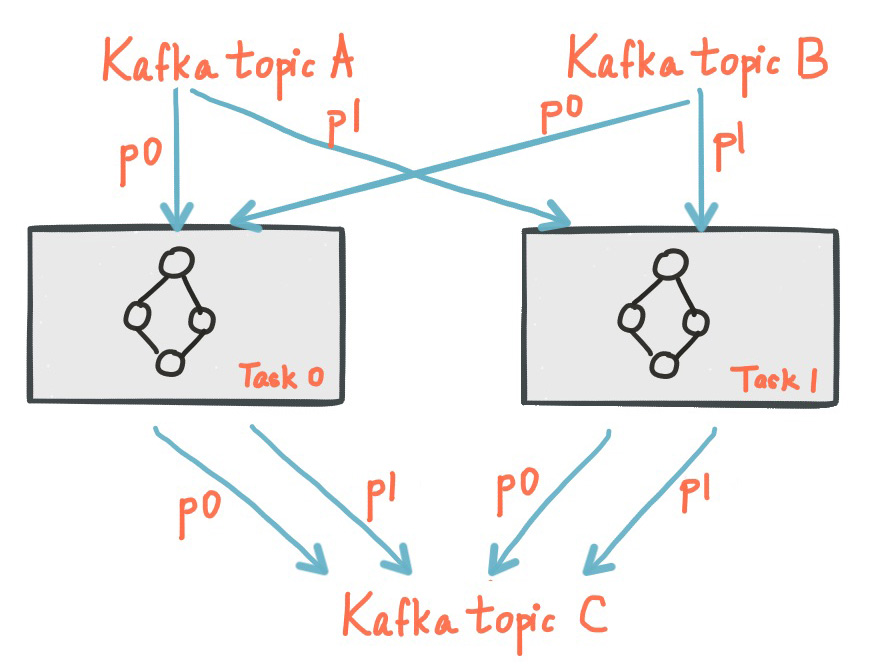 Kafka topic A
Kafka topic B
p0
p1
p0
p1
Task 0
Task 1
p0
p1
p0
p1
Kafka topic C